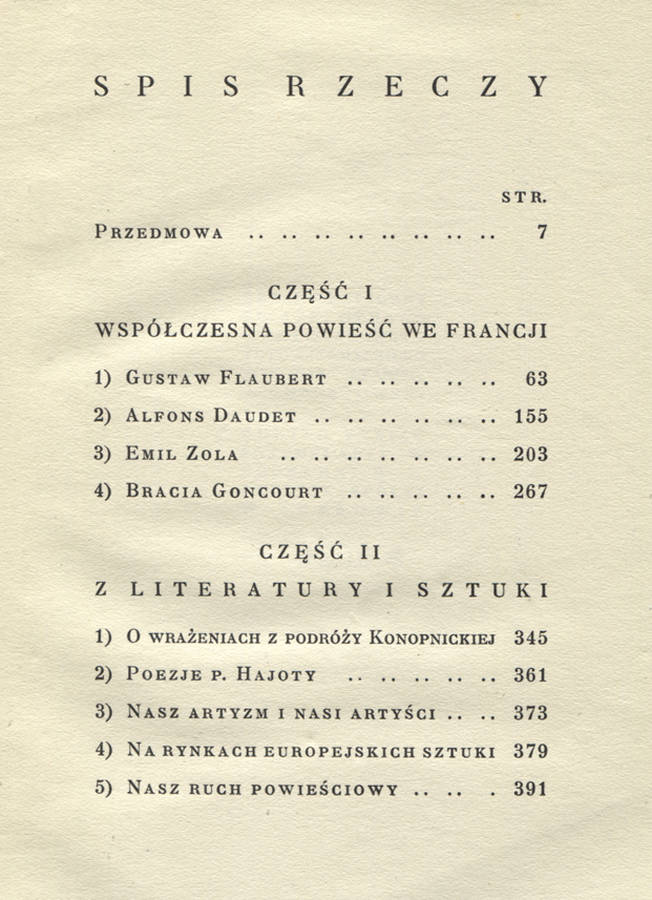 SPIS RZECZY
STR.
PRZEDMOWA .. .. .. .. .. .. .. .. 7
CZĘŚĆ I
WSPÓŁCZESNA POWIEŚĆ WE FRANCJI
1) GUSTAW FLAUBERT .. .. .. .. .. 63
2) ALFONS DAUDET .. .. .. .. .. .. 155
3) EMIL ZOLA .. .. .. .. .. .. .. 203
4) BRACIA GONCOURT .. .. .. .. .. 267
CZĘŚĆ II
Z LITERATURY I SZTUKI
1) O WRAŻENIACH Z PODRÓŻY KONOPNICKIEJ 345
2) POEZJE P. HAJOTY .. .. .. .. .. 361
3) NASZ ARTYZM I NASI ARTYŚCI .. .. 373
4) NA RYNKACH EUROPEJSKICH SZTUKI 379
5) NASZ RUCH POWIEŚCIOWY .. .. . 391